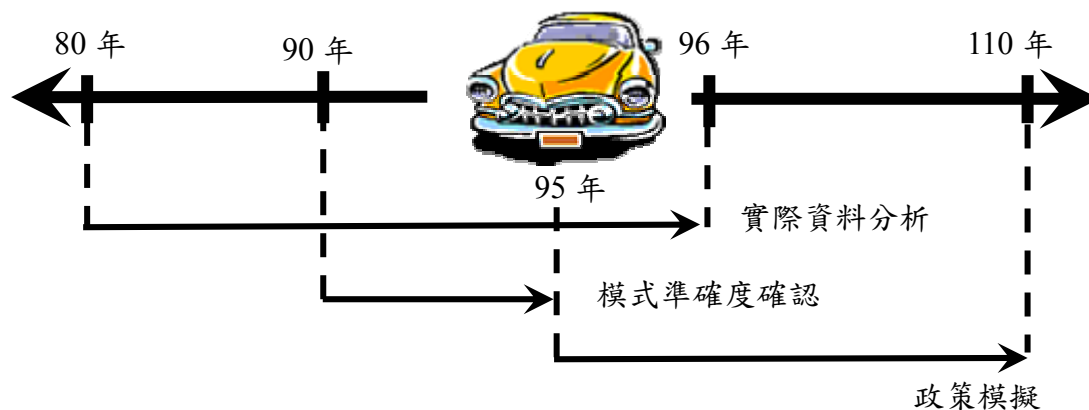 80 年
90 年
96 年
110 年
95 年
實際資料分析
模式準確度確認
政策模擬